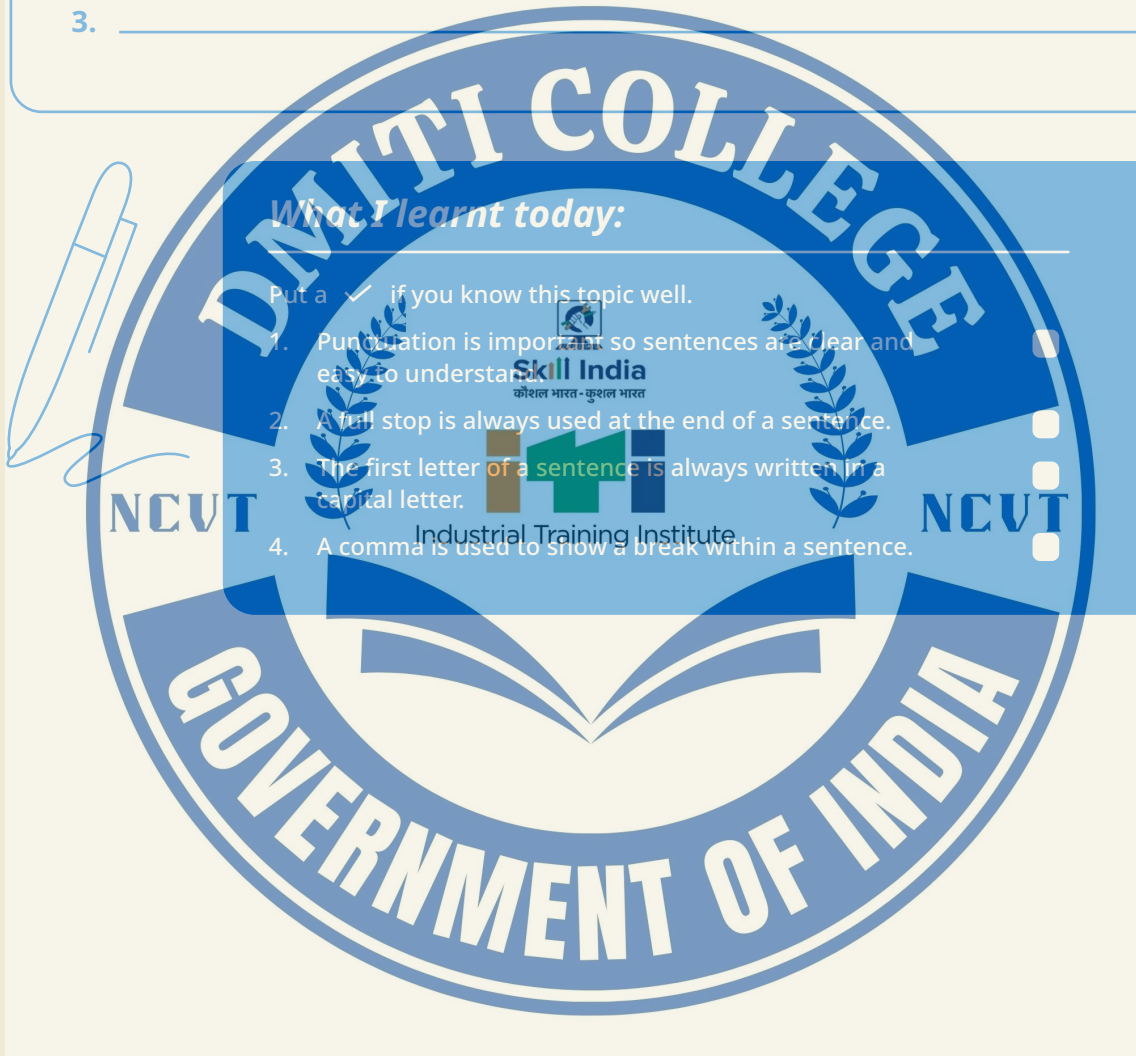 3.
DMITI COLLEGE
What I learnt today:
Put a ✓ if you know this topic well.
1. Punctuation is important so sentences are clear and
easy to understand.
2. A full stop is always used at the end of a sentence.
3. The first letter of a sentence is always written in a
capital letter.
4. A comma is used to show a break within a sentence.
Skill India
कौशल भारत-कुशल भारत
iTi
Industrial Training Institute
NCVT
NCVT
GOVERNMENT OF INDIA